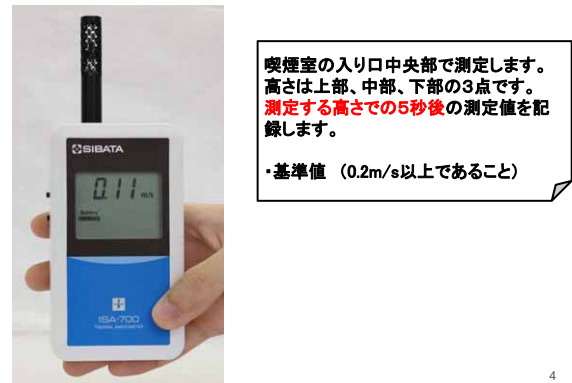 SIBATA
0.11 m/s
Battery
ISA-700
THERMAL ANEMOMETER
喫煙室の入り口中央部で測定します。
高さは上部、中部、下部の3点です。
測定する高さでの5秒後の測定値を記
録します。
・基準値 （0.2m/s以上であること）
4